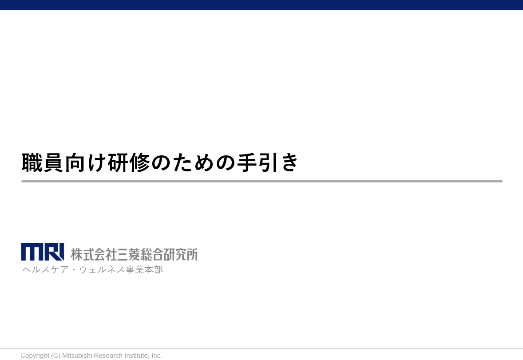 職員向け研修のための手引き
MRI 株式会社三菱総合研究所
ヘルスケア・ウェルネス事業本部
Copyright (C) Mitsubishi Research Institute, Inc.